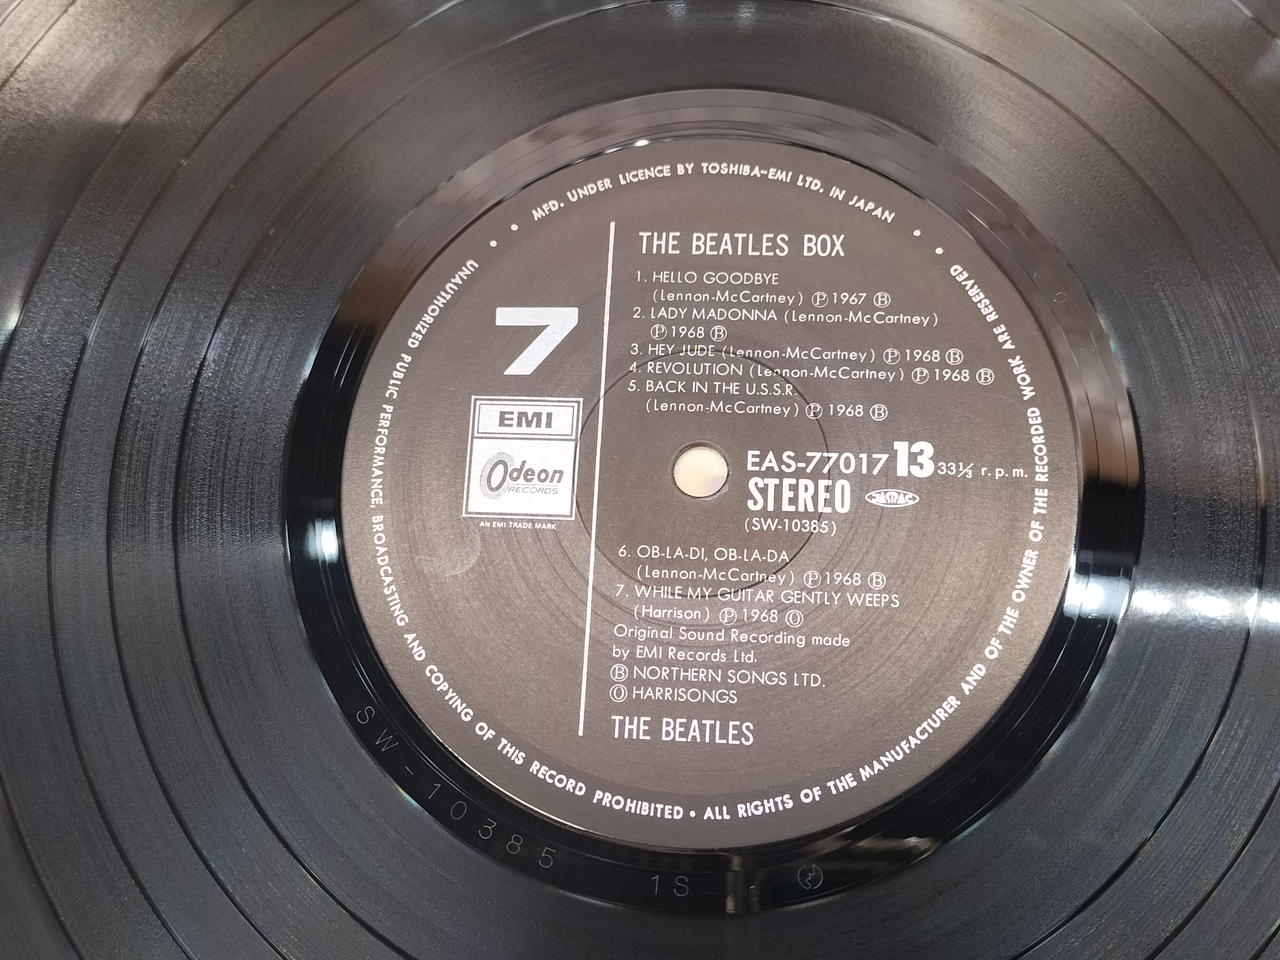 MFD. UNDER LICENCE BY TOSHIBA-EMI LTD. IN JAPAN
THE BEATLES BOX
1. HELLO GOODBYE
(Lennon-McCartney) Ⓟ 1967 Ⓑ
2. LADY MADONNA (Lennon-McCartney)
Ⓟ 1968 Ⓑ
3. HEY JUDE (Lennon-McCartney) Ⓟ 1968 Ⓑ
4. REVOLUTION (Lennon-McCartney) Ⓟ 1968 Ⓑ
5. BACK IN THE U.S.S.R.
(Lennon-McCartney) Ⓟ 1968 Ⓑ
7
EMI
Odeon
RECORDS
AN EMI TRADE MARK
EAS-77017 13 33⅓ r.p.m.
STEREO JASRAC
(SW-10385)
6. OB-LA-DI, OB-LA-DA
(Lennon-McCartney) Ⓟ 1968 Ⓑ
7. WHILE MY GUITAR GENTLY WEEPS
(Harrison) Ⓟ 1968 Ⓞ
Original Sound Recording made
by EMI Records Ltd.
Ⓑ NORTHERN SONGS LTD.
Ⓞ HARRISONGS
THE BEATLES
UNAUTHORIZED PUBLIC PERFORMANCE, BROADCASTING AND COPYING OF THIS RECORD PROHIBITED • ALL RIGHTS OF THE MANUFACTURER AND OF THE OWNER OF THE RECORDED WORK ARE RESERVED
SW-10385 1S